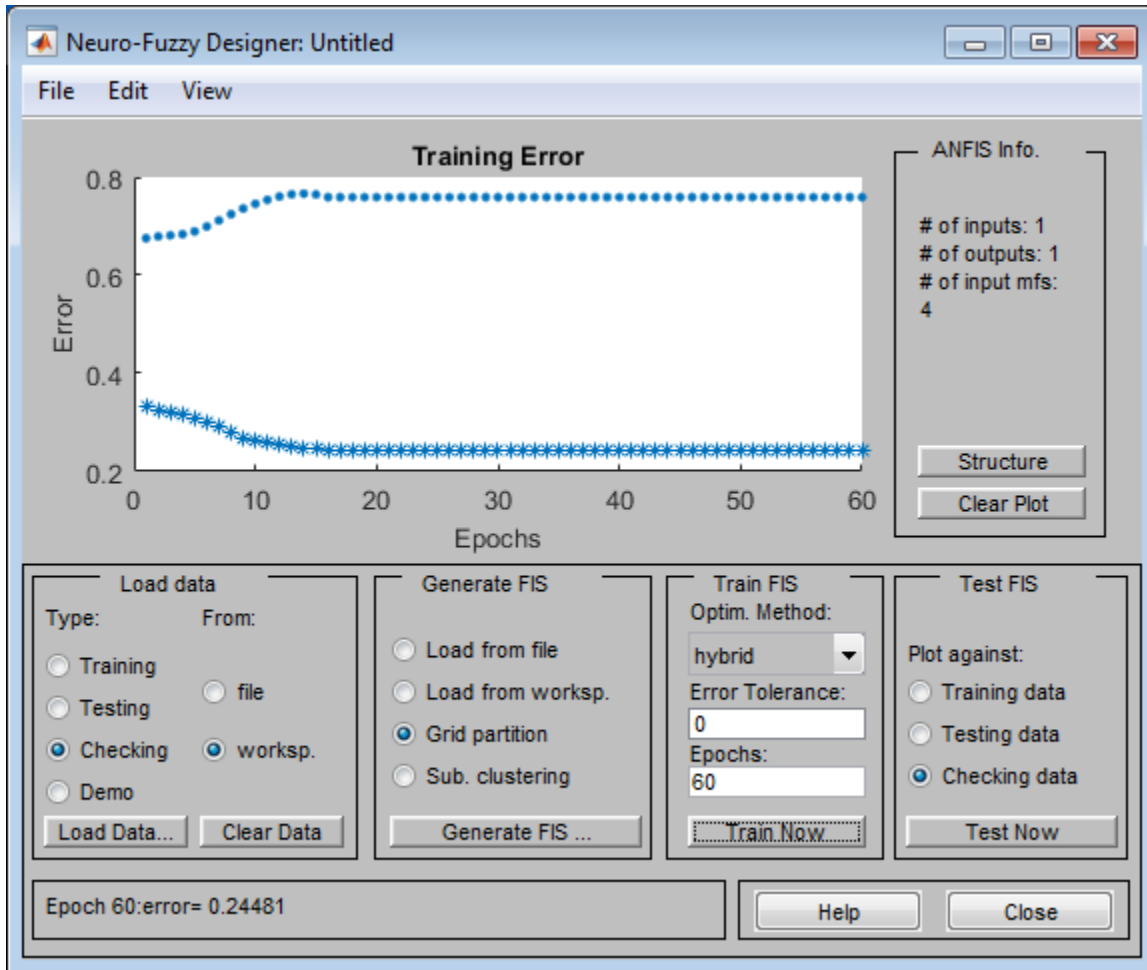 Neuro-Fuzzy Designer: Untitled
File Edit View
Training Error
0.8
0.6
0.4
0.2
Error
0 10 20 30 40 50 60
Epochs
ANFIS Info.
# of inputs: 1
# of outputs: 1
# of input mfs:
4
Structure
Clear Plot
Load data
Type: From:
Training
Testing
Checking
Demo
file
worksp.
Load Data... Clear Data
Generate FIS
Load from file
Load from worksp.
Grid partition
Sub. clustering
Generate FIS ...
Train FIS
Optim. Method:
hybrid
Error Tolerance:
0
Epochs:
60
Train Now
Test FIS
Plot against:
Training data
Testing data
Checking data
Test Now
Epoch 60:error= 0.24481
Help Close